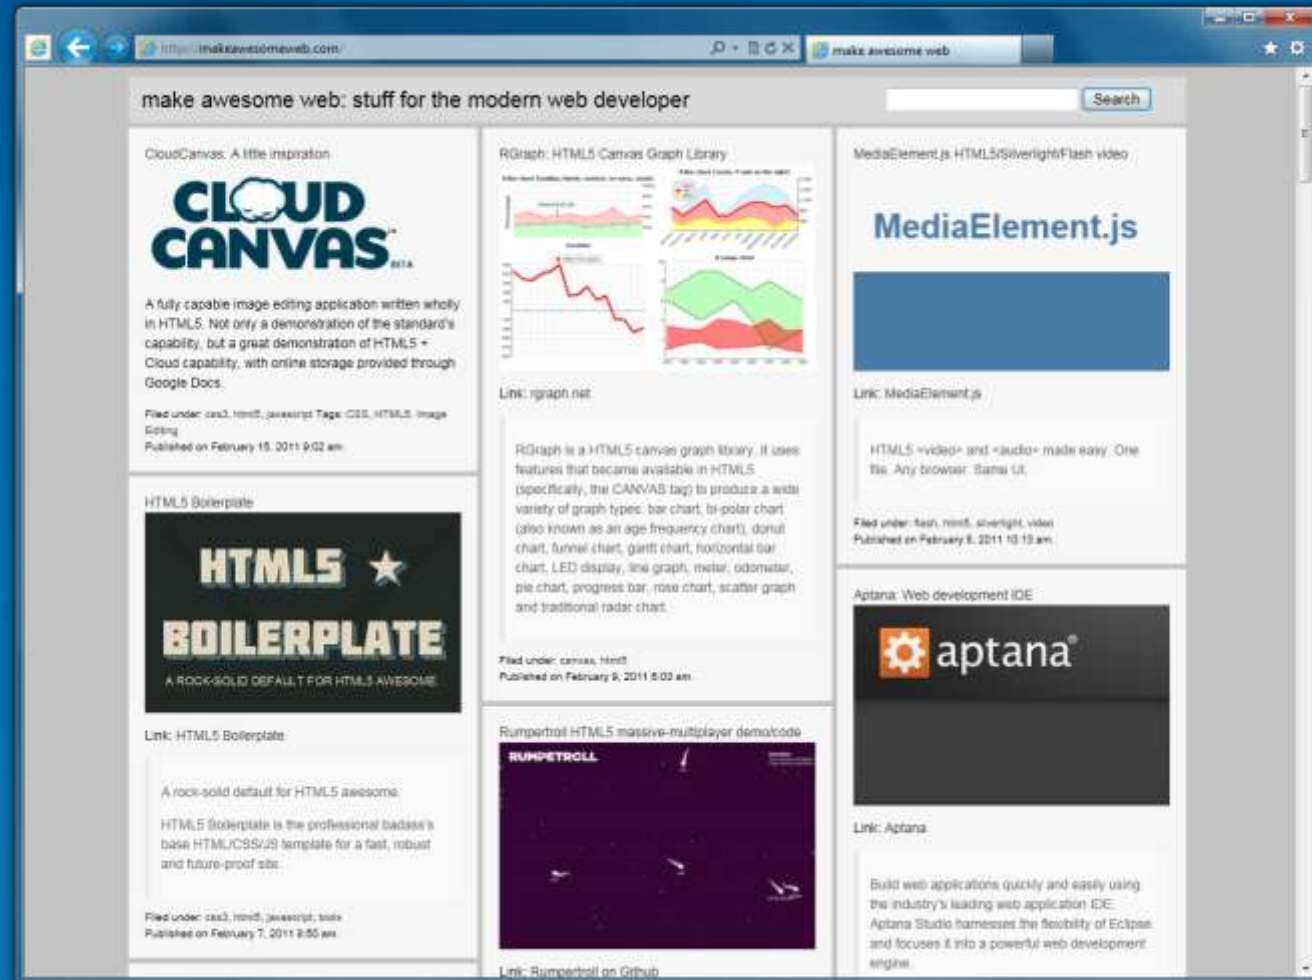 http://makeawesomeweb.com/
make awesome web
make awesome web: stuff for the modern web developer
Search
CloudCanvas: A little inspiration
CLOUD
CANVAS
BETA
A fully capable image editing application written wholly
in HTML5. Not only a demonstration of the standard's
capability, but a great demonstration of HTML5 +
Cloud capability, with online storage provided through
Google Docs.
Filed under: css3, html5, javascript Tags: CSS, HTML5, Image
Editing
Published on February 15, 2011 9:02 am
HTML5 Boilerplate
HTML5
BOILERPLATE
A ROCK-SOLID DEFAULT FOR HTML5 AWESOME.
Link: HTML5 Boilerplate
A rock-solid default for HTML5 awesome.
HTML5 Boilerplate is the professional badass's
base HTML/CSS/JS template for a fast, robust
and future-proof site.
Filed under: css3, html5, javascript, tools
Published on February 7, 2011 9:50 am
RGraph: HTML5 Canvas Graph Library
Link: rgraph.net
RGraph is a HTML5 canvas graph library. It uses
features that became available in HTML5
(specifically, the CANVAS tag) to produce a wide
variety of graph types: bar chart, bi-polar chart
(also known as an age frequency chart), donut
chart, funnel chart, gantt chart, horizontal bar
chart, LED display, line graph, meter, odometer,
pie chart, progress bar, rose chart, scatter graph
and traditional radar chart.
Filed under: canvas, html5
Published on February 9, 2011 6:03 am
Rumpertroll HTML5 massive-multiplayer demo/code
RUMPETROLL
Link: Rumpertroll on Github
MediaElement.js HTML5/Silverlight/Flash video
MediaElement.js
Link: MediaElement.js
HTML5 <video> and <audio> made easy. One
file. Any browser. Same UI.
Filed under: flash, html5, silverlight, video
Published on February 8, 2011 10:13 am
Aptana: Web development IDE
aptana®
Link: Aptana
Build web applications quickly and easily using
the industry's leading web application IDE.
Aptana Studio harnesses the flexibility of Eclipse
and focuses it into a powerful web development
engine.